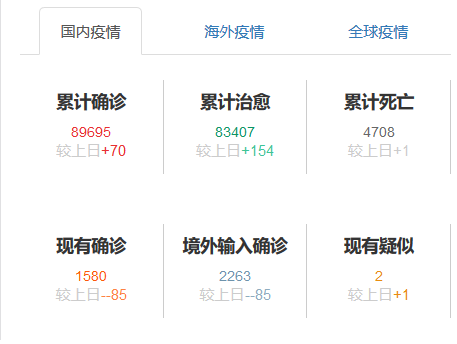 国内疫情 海外疫情 全球疫情
累计确诊 累计治愈 累计死亡
89695 83407 4708
较上日+70 较上日+154 较上日+1
现有确诊 境外输入确诊 现有疑似
1580 2263 2
较上日--85 较上日--85 较上日+1